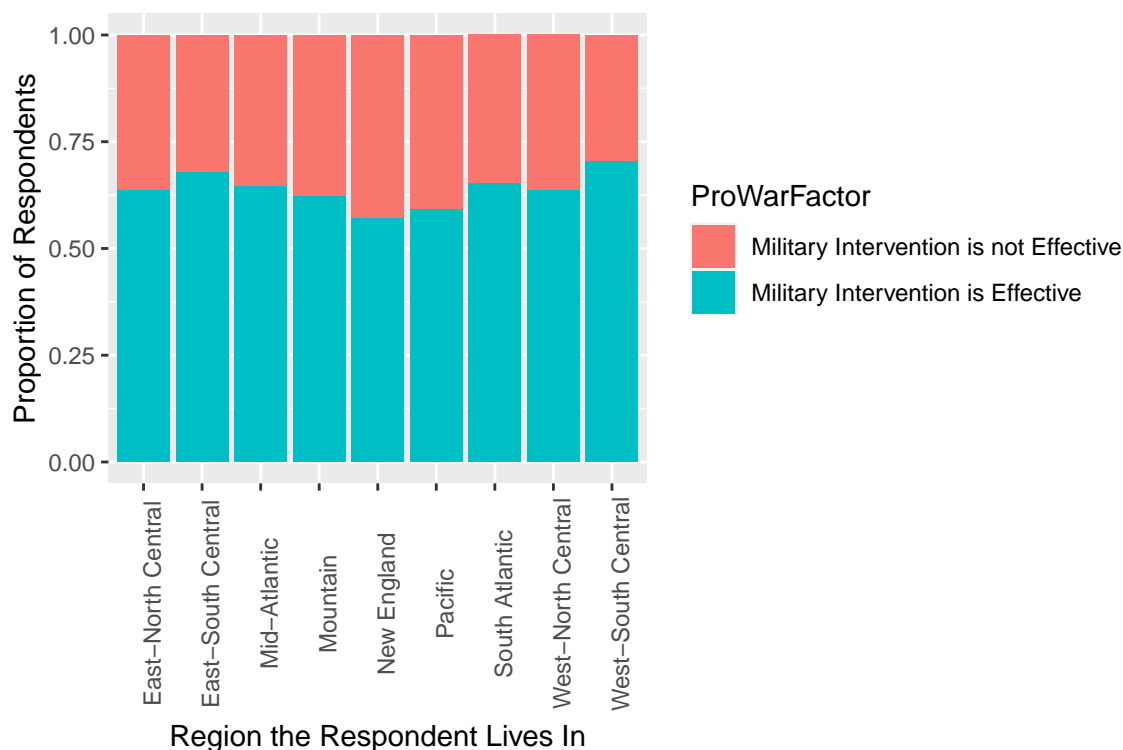 1.00
0.75
0.50
0.25
0.00
Proportion of Respondents
East−North Central
East−South Central
Mid−Atlantic
Mountain
New England
Pacific
South Atlantic
West−North Central
West−South Central
Region the Respondent Lives In
ProWarFactor
Military Intervention is not Effective
Military Intervention is Effective